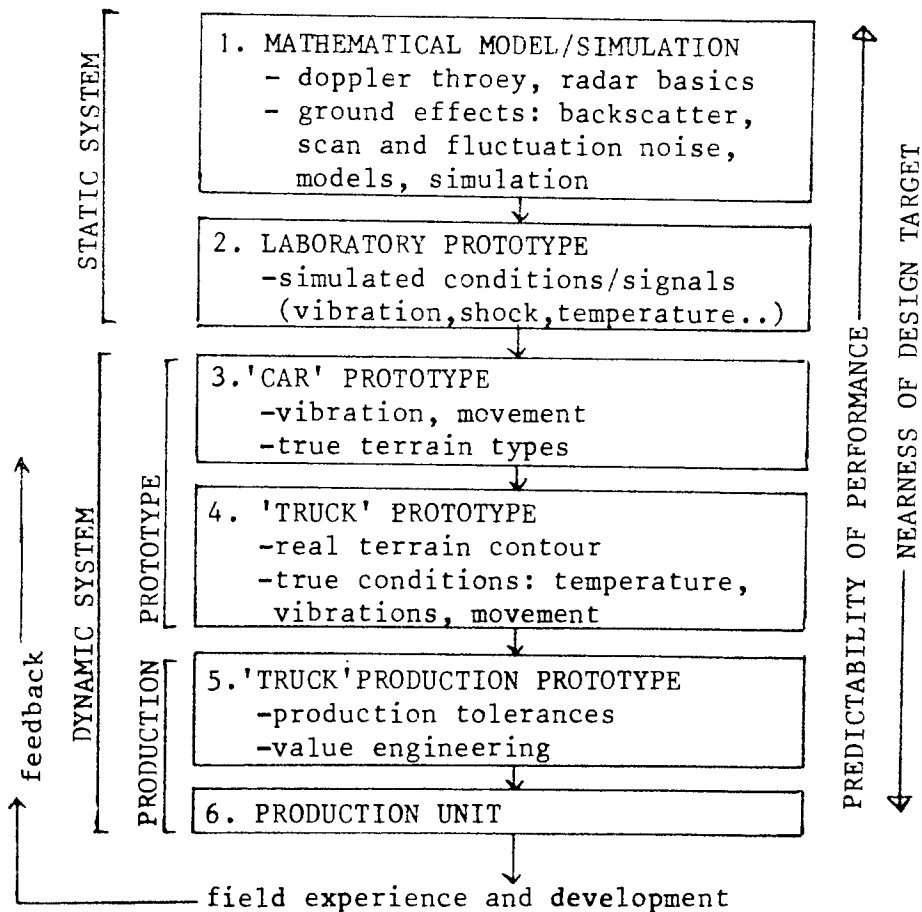 1. MATHEMATICAL MODEL/SIMULATION
- doppler throey, radar basics
- ground effects: backscatter,
scan and fluctuation noise,
models, simulation
2. LABORATORY PROTOTYPE
-simulated conditions/signals
(vibration,shock,temperature..)
3.'CAR' PROTOTYPE
-vibration, movement
-true terrain types
4. 'TRUCK' PROTOTYPE
-real terrain contour
-true conditions: temperature,
vibrations, movement
5.'TRUCK'PRODUCTION PROTOTYPE
-production tolerances
-value engineering
6. PRODUCTION UNIT
field experience and development
STATIC SYSTEM
DYNAMIC SYSTEM
PROTOTYPE
PRODUCTION
feedback
PREDICTABILITY OF PERFORMANCE
NEARNESS OF DESIGN TARGET